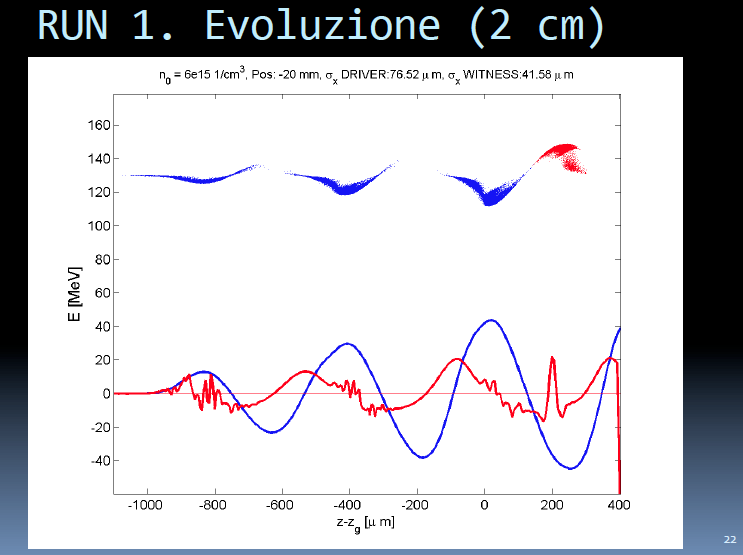 RUN 1. Evoluzione (2 cm)
n0 = 6e15 1/cm3, Pos: -20 mm, σx DRIVER:76.52 μm, σx WITNESS:41.58 μm
160
140
120
100
80
60
40
20
0
-20
-40
E [MeV]
-1000 -800 -600 -400 -200 0 200 400
z-zg [μm]
22